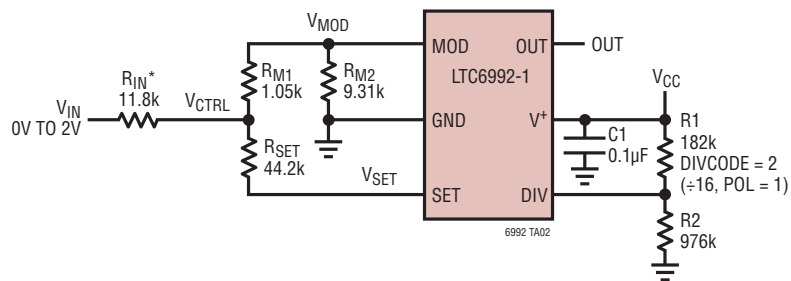 VMOD
MOD
OUT
OUT
LTC6992-1
RIN*
11.8k
RM1
1.05k
RM2
9.31k
VCC
VIN
0V TO 2V
VCTRL
GND
V+
R1
182k
DIVCODE = 2
(÷16, POL = 1)
C1
0.1µF
RSET
44.2k
VSET
SET
DIV
6992 TA02
R2
976k